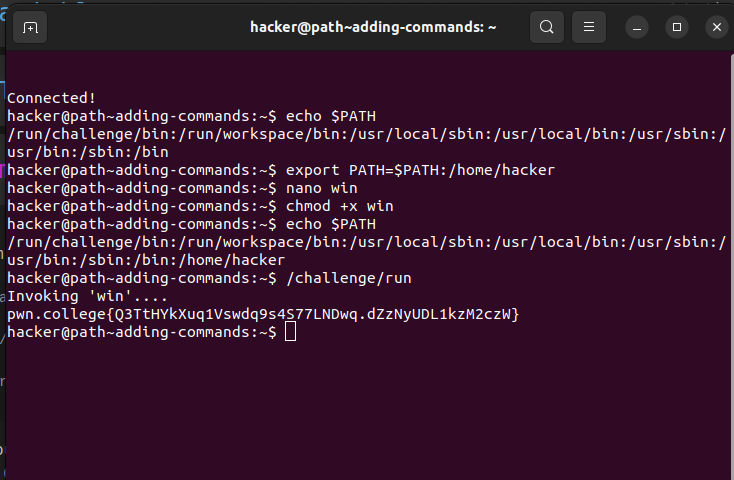 hacker@path~adding-commands: ~
Connected!
hacker@path~adding-commands:~$ echo $PATH
/run/challenge/bin:/run/workspace/bin:/usr/local/sbin:/usr/local/bin:/usr/sbin:/
usr/bin:/sbin:/bin
hacker@path~adding-commands:~$ export PATH=$PATH:/home/hacker
hacker@path~adding-commands:~$ nano win
hacker@path~adding-commands:~$ chmod +x win
hacker@path~adding-commands:~$ echo $PATH
/run/challenge/bin:/run/workspace/bin:/usr/local/sbin:/usr/local/bin:/usr/sbin:/
usr/bin:/sbin:/bin:/home/hacker
hacker@path~adding-commands:~$ /challenge/run
Invoking 'win'....
pwn.college{Q3TtHYkXuq1Vswdq9s4S77LNDwq.dZzNyUDL1kzM2czW}
hacker@path~adding-commands:~$